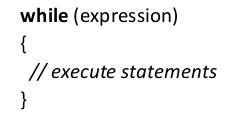 while (expression)
{
// execute statements
}